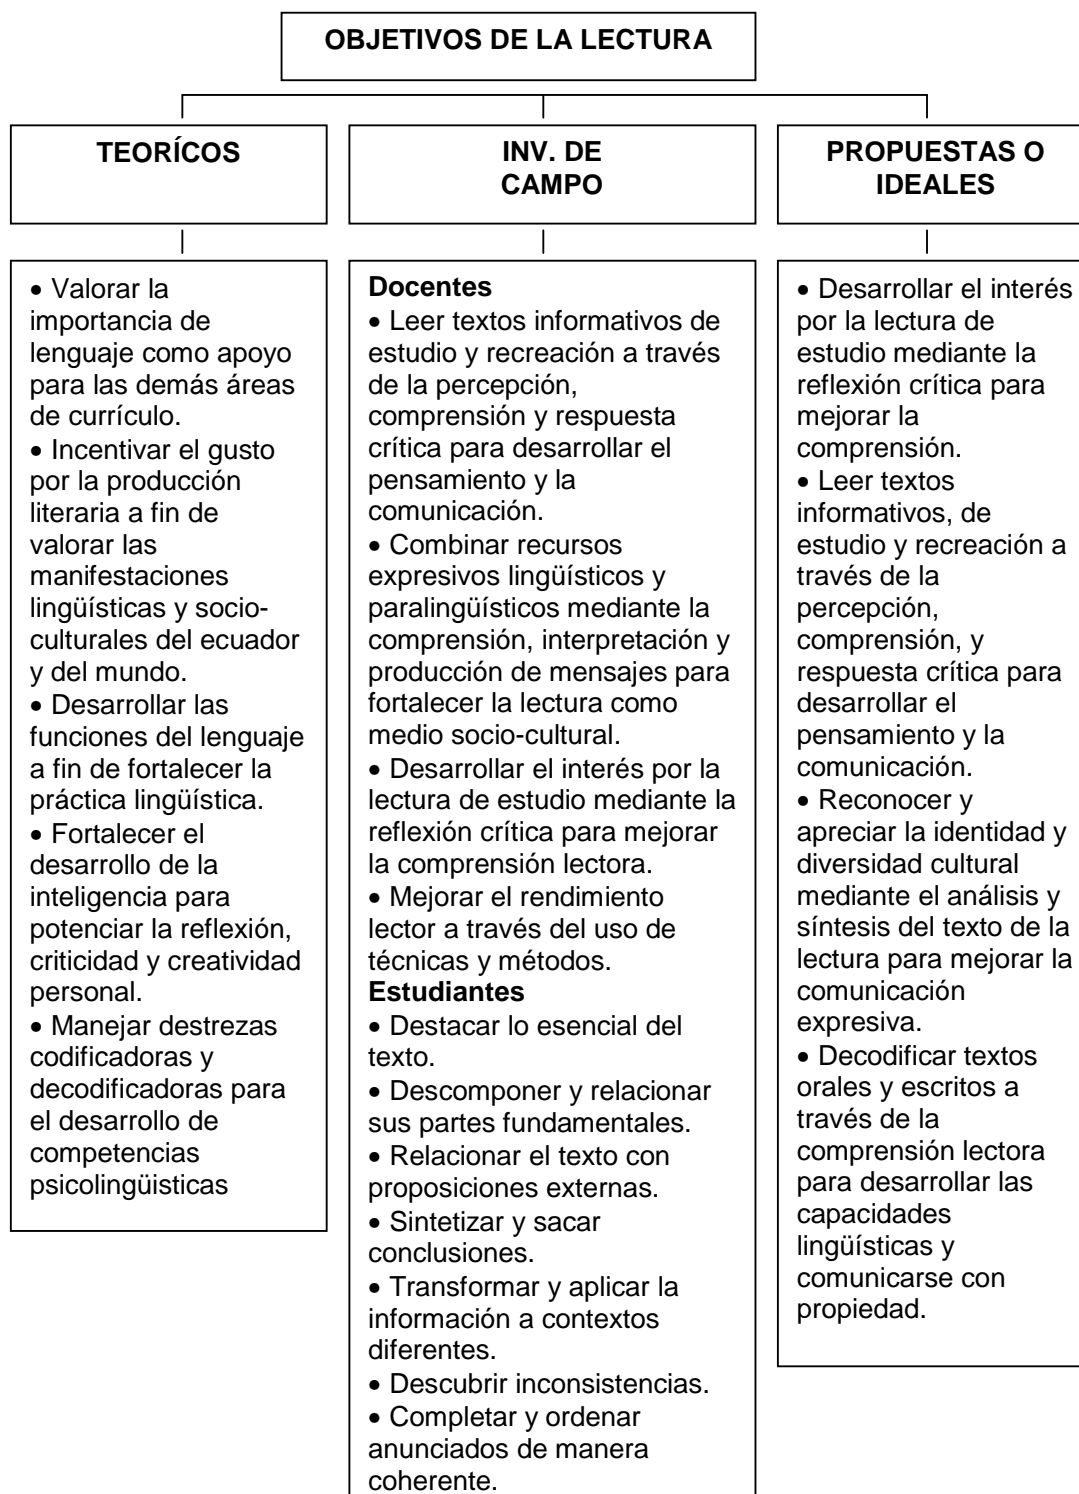 OBJETIVOS DE LA LECTURA
TEORÍCOS
• Valorar la
importancia de
lenguaje como apoyo
para las demás áreas
de currículo.
• Incentivar el gusto
por la producción
literaria a fin de
valorar las
manifestaciones
lingüísticas y socio-
culturales del ecuador
y del mundo.
• Desarrollar las
funciones del lenguaje
a fin de fortalecer la
práctica lingüística.
• Fortalecer el
desarrollo de la
inteligencia para
potenciar la reflexión,
criticidad y creatividad
personal.
• Manejar destrezas
codificadoras y
decodificadoras para
el desarrollo de
competencias
psicolingüisticas
INV. DE
CAMPO
Docentes
• Leer textos informativos de
estudio y recreación a través
de la percepción,
comprensión y respuesta
crítica para desarrollar el
pensamiento y la
comunicación.
• Combinar recursos
expresivos lingüísticos y
paralingüísticos mediante la
comprensión, interpretación y
producción de mensajes para
fortalecer la lectura como
medio socio-cultural.
• Desarrollar el interés por la
lectura de estudio mediante la
reflexión crítica para mejorar
la comprensión lectora.
• Mejorar el rendimiento
lector a través del uso de
técnicas y métodos.
Estudiantes
• Destacar lo esencial del
texto.
• Descomponer y relacionar
sus partes fundamentales.
• Relacionar el texto con
proposiciones externas.
• Sintetizar y sacar
conclusiones.
• Transformar y aplicar la
información a contextos
diferentes.
• Descubrir inconsistencias.
• Completar y ordenar
anunciados de manera
coherente.
PROPUESTAS O
IDEALES
• Desarrollar el interés
por la lectura de
estudio mediante la
reflexión crítica para
mejorar la
comprensión.
• Leer textos
informativos, de
estudio y recreación a
través de la
percepción,
comprensión, y
respuesta crítica para
desarrollar el
pensamiento y la
comunicación.
• Reconocer y
apreciar la identidad y
diversidad cultural
mediante el análisis y
síntesis del texto de la
lectura para mejorar la
comunicación
expresiva.
• Decodificar textos
orales y escritos a
través de la
comprensión lectora
para desarrollar las
capacidades
lingüísticas y
comunicarse con
propiedad.